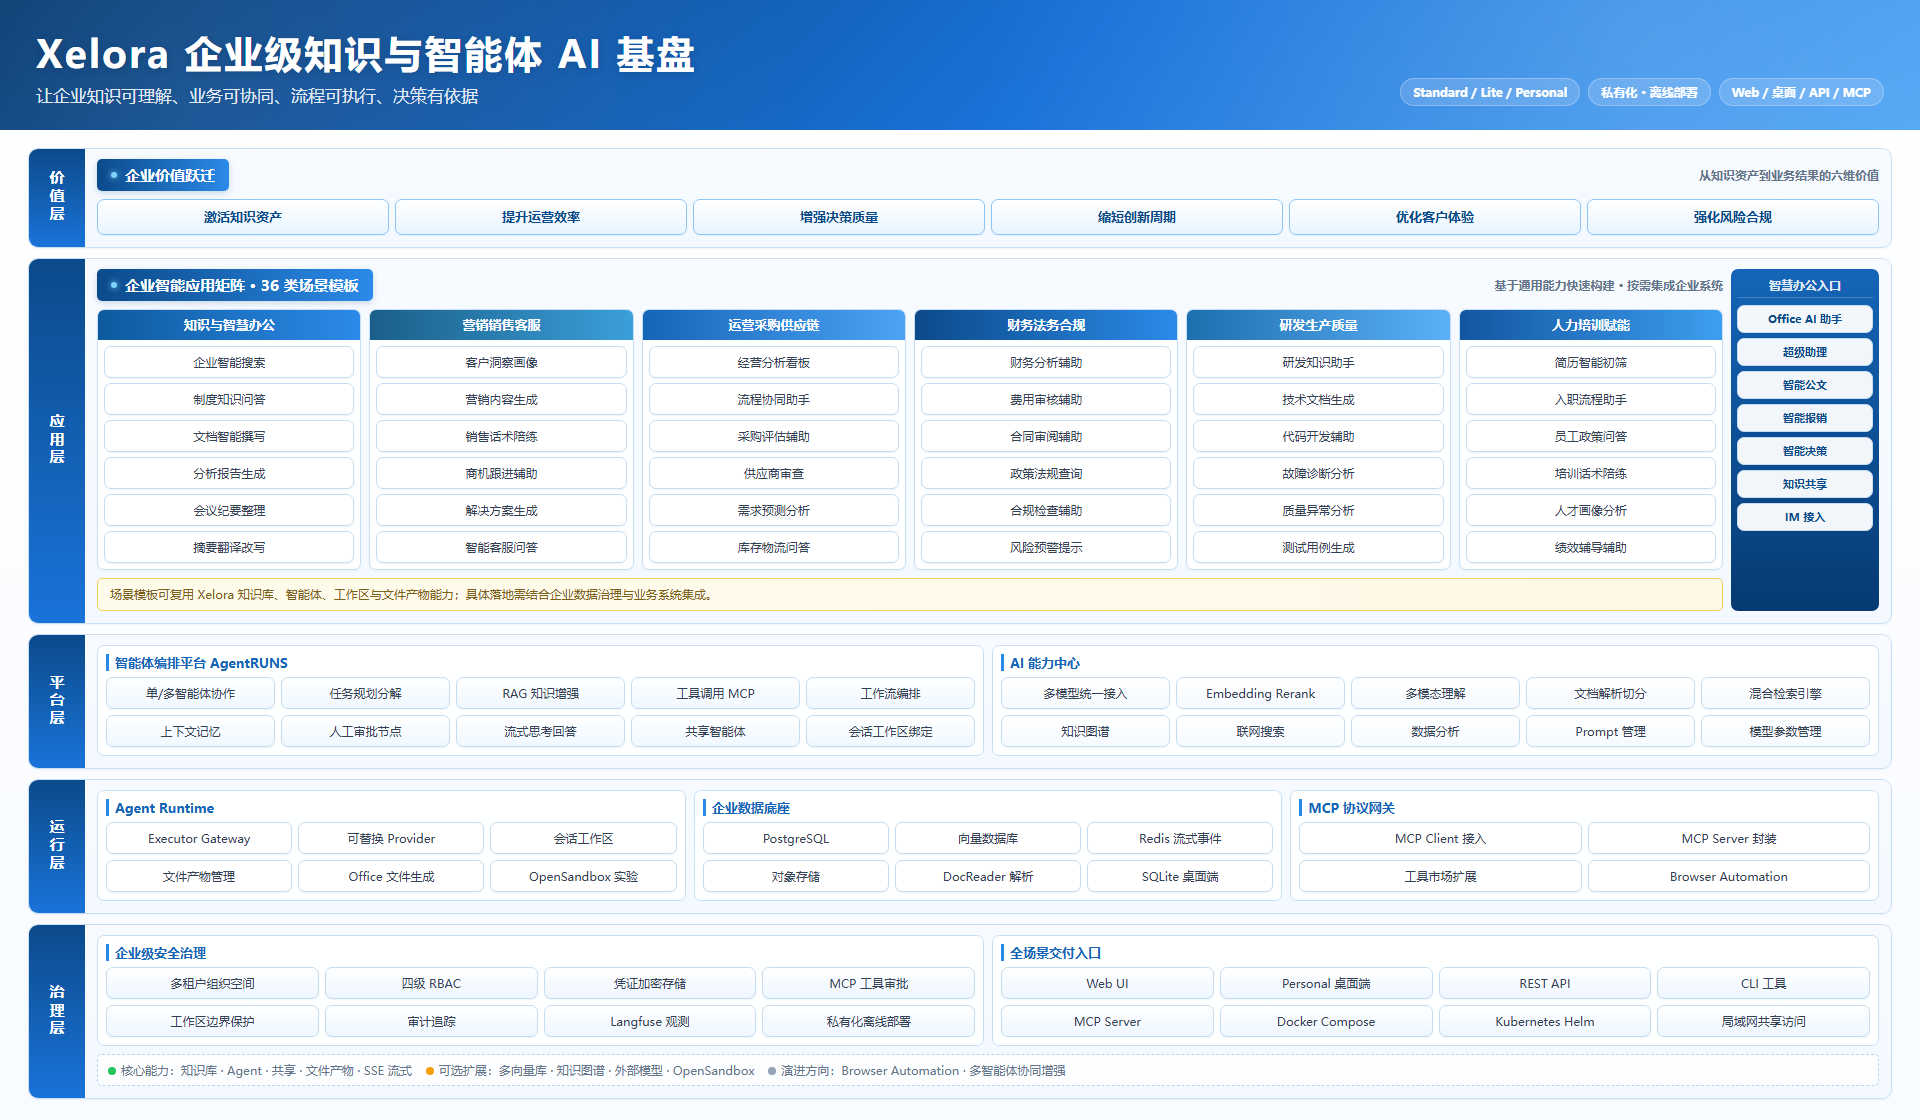 Xelora 企业级知识与智能体 AI 基盘
让企业知识可理解、业务可协同、流程可执行、决策有依据
Standard / Lite / Personal
私有化 • 离线部署
Web / 桌面 / API / MCP
价值层
企业价值跃迁
从知识资产到业务结果的六维价值
激活知识资产
提升运营效率
增强决策质量
缩短创新周期
优化客户体验
强化风险合规
应用层
企业智能应用矩阵 • 36 类场景模板
基于通用能力快速构建 • 按需集成企业系统
知识与智慧办公
企业智能搜索
制度知识问答
文档智能撰写
分析报告生成
会议纪要整理
摘要翻译改写
营销销售客服
客户洞察画像
营销内容生成
销售话术陪练
商机跟进辅助
解决方案生成
智能客服问答
运营采购供应链
经营分析看板
流程协同助手
采购评估辅助
供应商审查
需求预测分析
库存物流问答
财务法务合规
财务分析辅助
费用审核辅助
合同审阅辅助
政策法规查询
合规检查辅助
风险预警提示
研发生产质量
研发知识助手
技术文档生成
代码开发辅助
故障诊断分析
质量异常分析
测试用例生成
人力培训赋能
简历智能初筛
入职流程助手
员工政策问答
培训话术陪练
人才画像分析
绩效辅导辅助
智慧办公入口
Office AI 助手
超级助理
智能公文
智能报销
智能决策
知识共享
IM 接入
场景模板可复用 Xelora 知识库、智能体、工作区与文件产物能力；具体落地需结合企业数据治理与业务系统集成。
平台层
智能体编排平台 AgentRUNS
单/多智能体协作
任务规划分解
RAG 知识增强
工具调用 MCP
工作流编排
上下文记忆
人工审批节点
流式思考回答
共享智能体
会话工作区绑定
AI 能力中心
多模型统一接入
Embedding Rerank
多模态理解
文档解析切分
混合检索引擎
知识图谱
联网搜索
数据分析
Prompt 管理
模型参数管理
运行层
Agent Runtime
Executor Gateway
可替换 Provider
会话工作区
文件产物管理
Office 文件生成
OpenSandbox 实验
企业数据底座
PostgreSQL
向量数据库
Redis 流式事件
对象存储
DocReader 解析
SQLite 桌面端
MCP 协议网关
MCP Client 接入
MCP Server 封装
工具市场扩展
Browser Automation
治理层
企业级安全治理
多租户组织空间
四级 RBAC
凭证加密存储
MCP 工具审批
工作区边界保护
审计追踪
Langfuse 观测
私有化离线部署
全场景交付入口
Web UI
Personal 桌面端
REST API
CLI 工具
MCP Server
Docker Compose
Kubernetes Helm
局域网共享访问
核心能力：知识库 · Agent · 共享 · 文件产物 · SSE 流式
可选扩展：多向量库 · 知识图谱 · 外部模型 · OpenSandbox
演进方向：Browser Automation · 多智能体协同增强